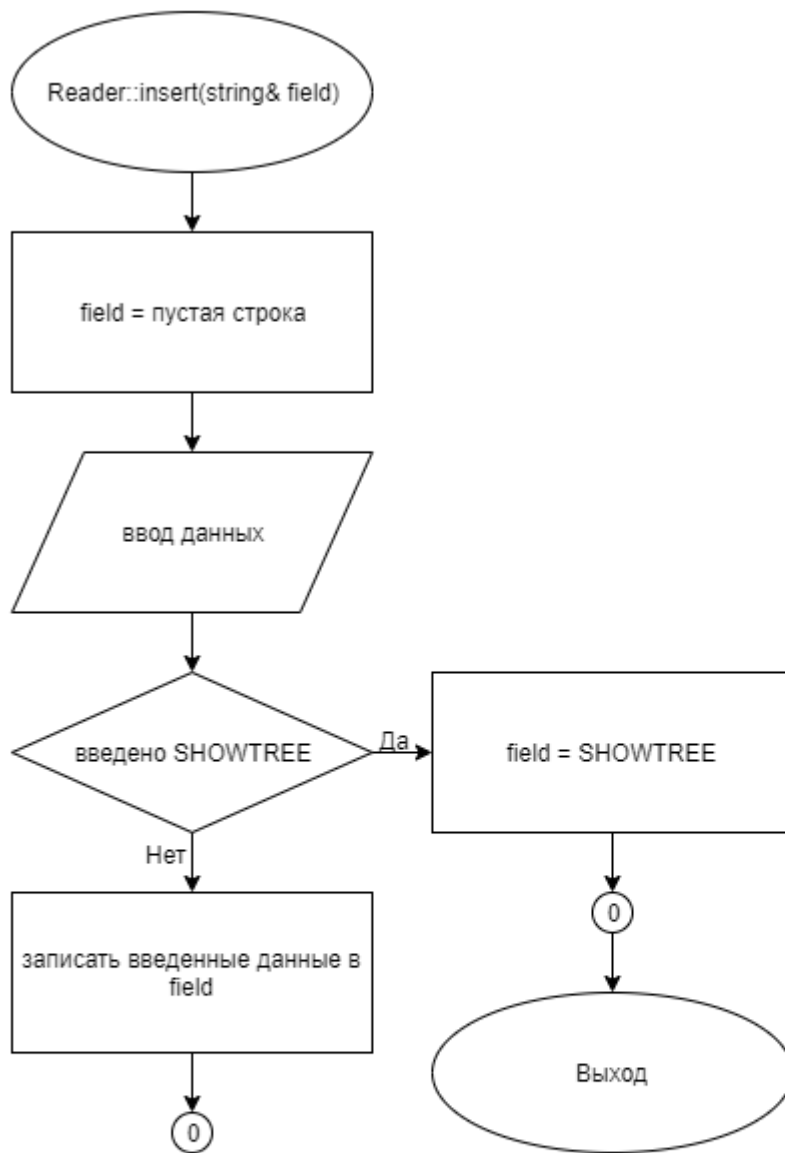 Reader::insert(string& field)
field = пустая строка
ввод данных
введено SHOWTREE
Да
field = SHOWTREE
Нет
0
записать введенные данные в
field
Выход
0